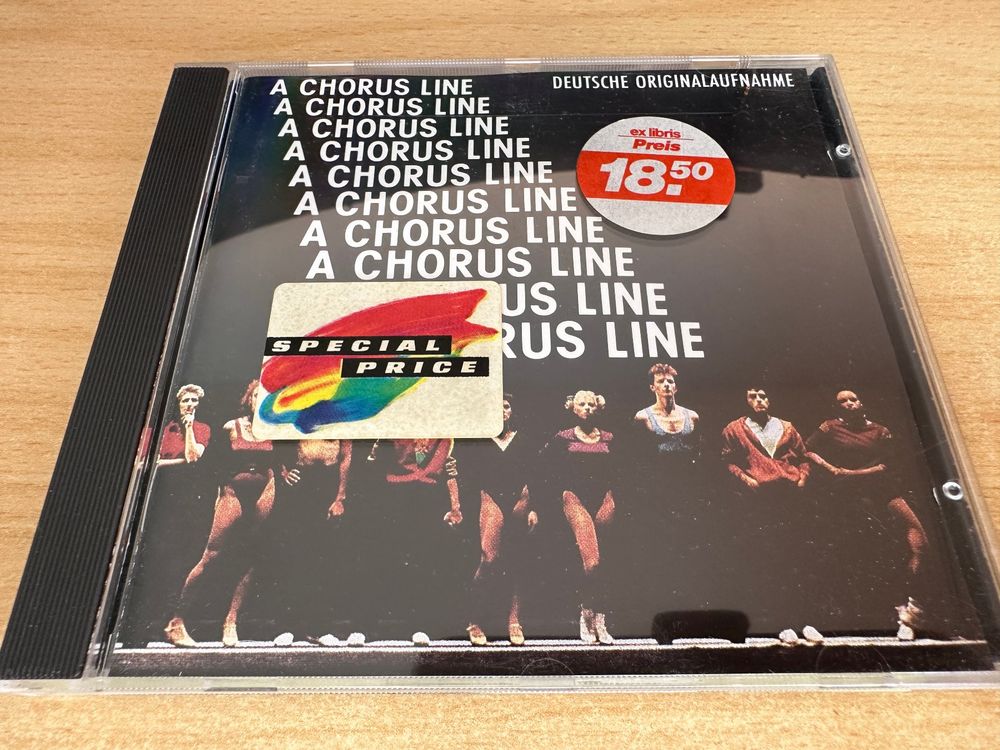 A CHORUS LINE
DEUTSCHE ORIGINALAUFNAHME
A CHORUS LINE
A CHORUS LINE
A CHORUS LINE
A CHORUS LINE
A CHORUS LINE
A CHORUS LINE
A CHORUS LINE
US LINE
RUS LINE
ex libris
Preis
18.50
SPECIAL
PRICE